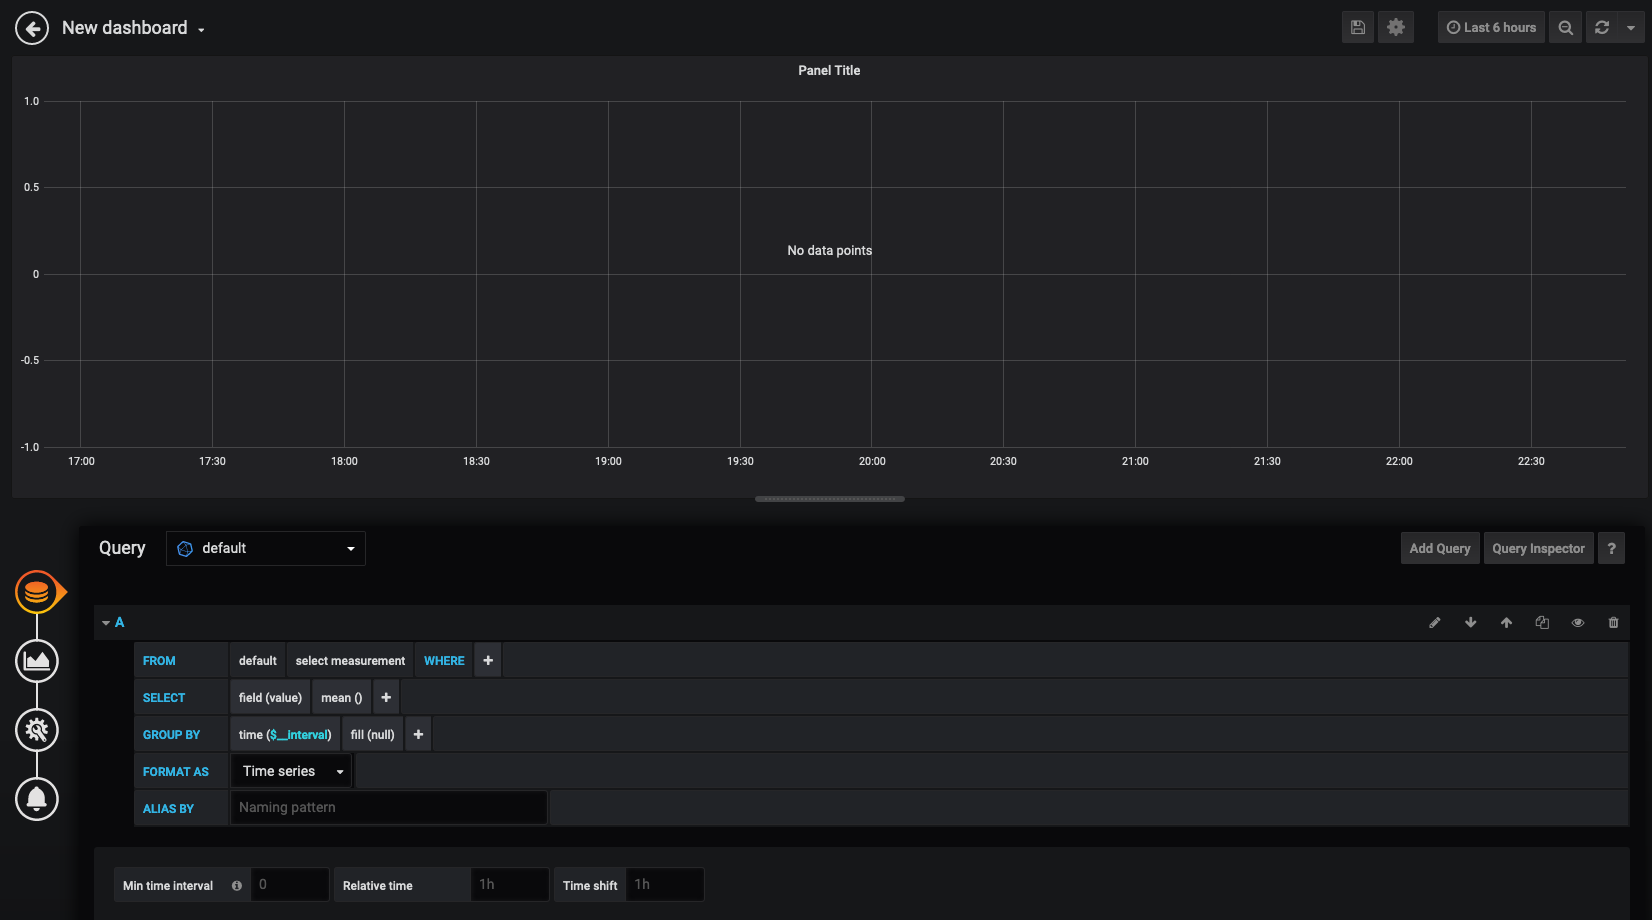 New dashboard
Last 6 hours
Panel Title
1.0
0.5
0
-0.5
-1.0
No data points
17:00 17:30 18:00 18:30 19:00 19:30 20:00 20:30 21:00 21:30 22:00 22:30
Query default Add Query Query Inspector ?
A
FROM default select measurement WHERE +
SELECT field (value) mean () +
GROUP BY time ($__interval) fill (null) +
FORMAT AS Time series
ALIAS BY Naming pattern
Min time interval 0 Relative time 1h Time shift 1h